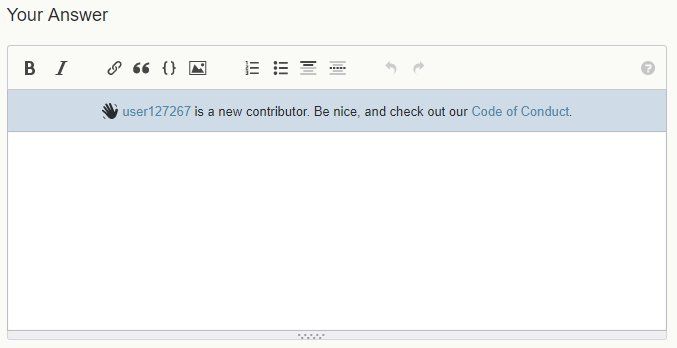 Your Answer
B I {}
user127267 is a new contributor. Be nice, and check out our Code of Conduct.